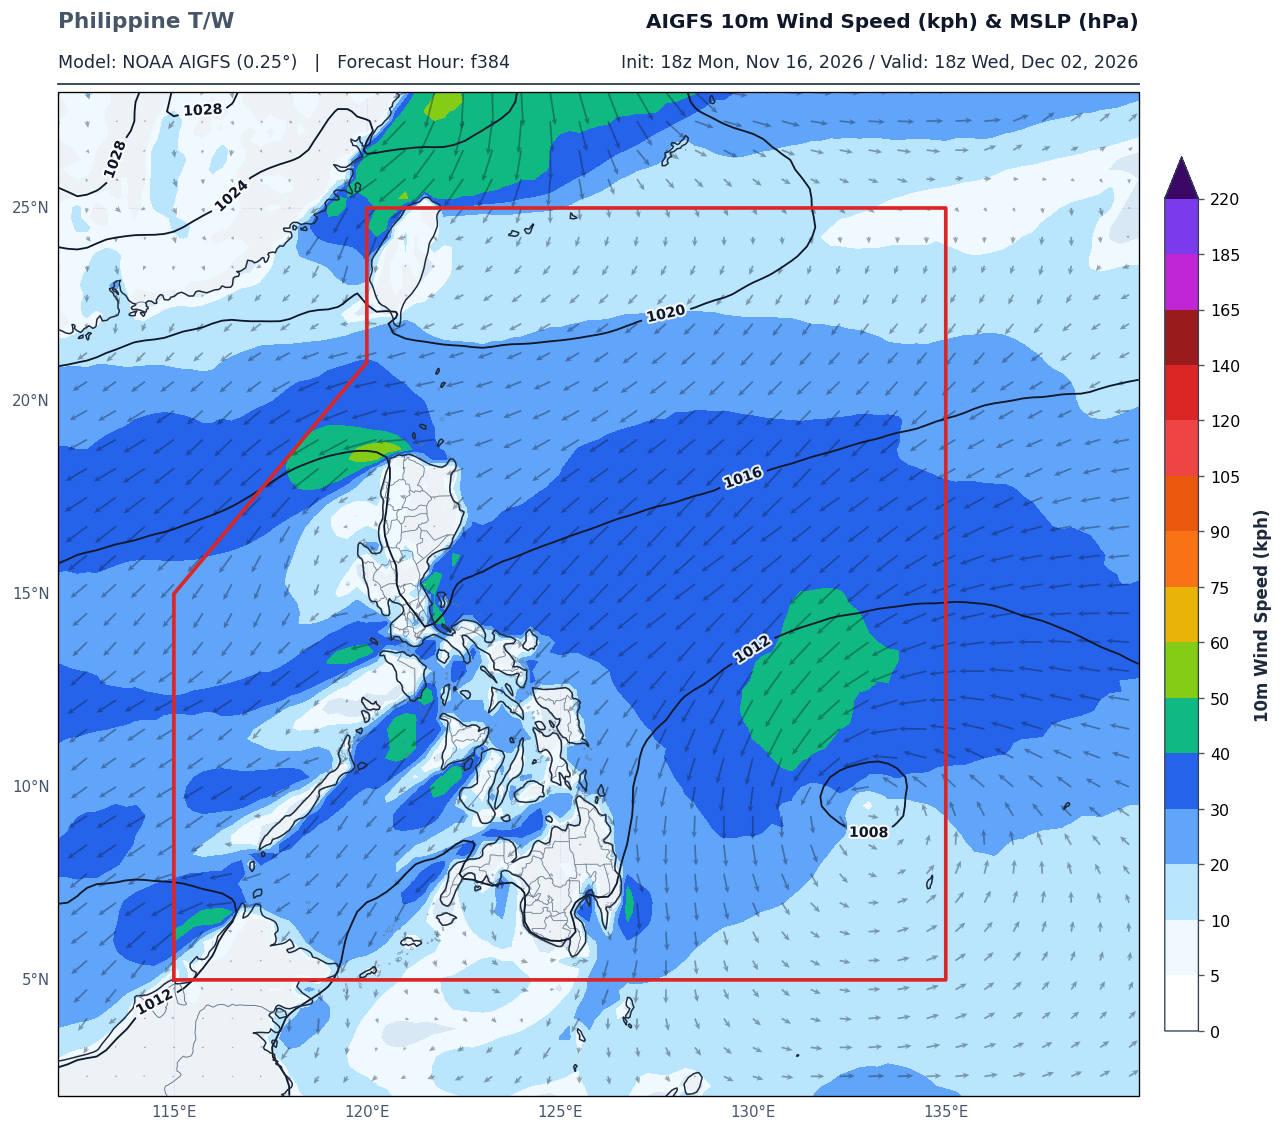 Philippine T/W
AIGFS 10m Wind Speed (kph) & MSLP (hPa)
Model: NOAA AIGFS (0.25°) | Forecast Hour: f384
Init: 18z Mon, Nov 16, 2026 / Valid: 18z Wed, Dec 02, 2026
1028
1028
1024
1020
1016
1012
1008
1012
25°N
20°N
15°N
10°N
5°N
115°E
120°E
125°E
130°E
135°E
220
185
165
140
120
105
90
75
60
50
40
30
20
10
5
0
10m Wind Speed (kph)